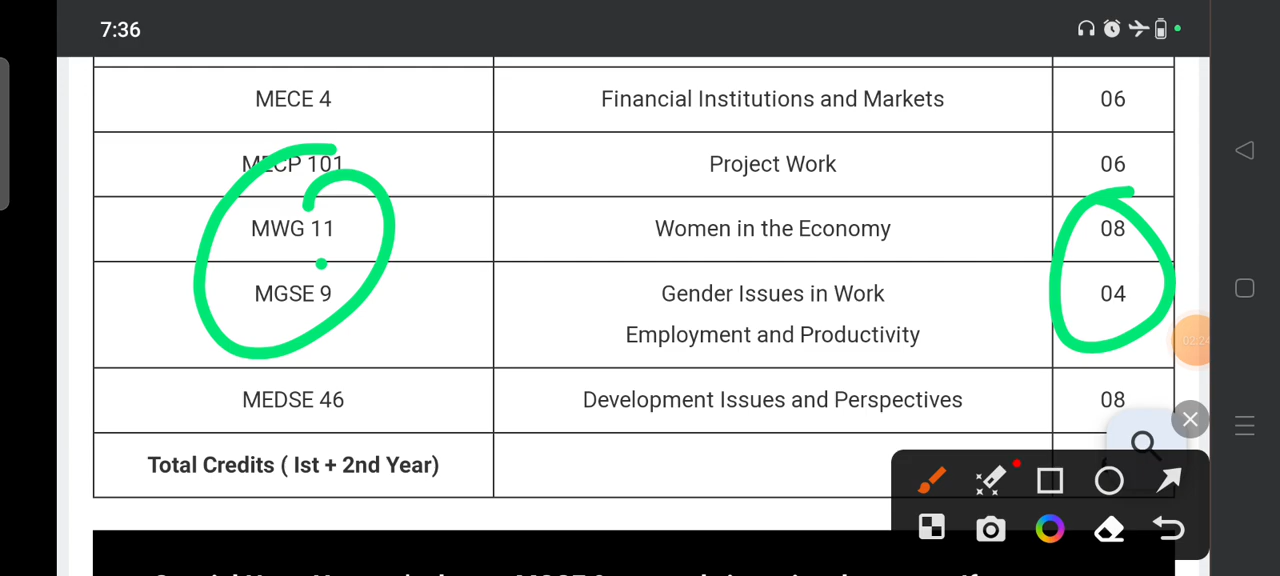 7:36
MECE 4 Financial Institutions and Markets 06
MECP 101 Project Work 06
MWG 11 Women in the Economy 08
MGSE 9 Gender Issues in Work 04
Employment and Productivity
MEDSE 46 Development Issues and Perspectives 08
Total Credits ( Ist + 2nd Year)